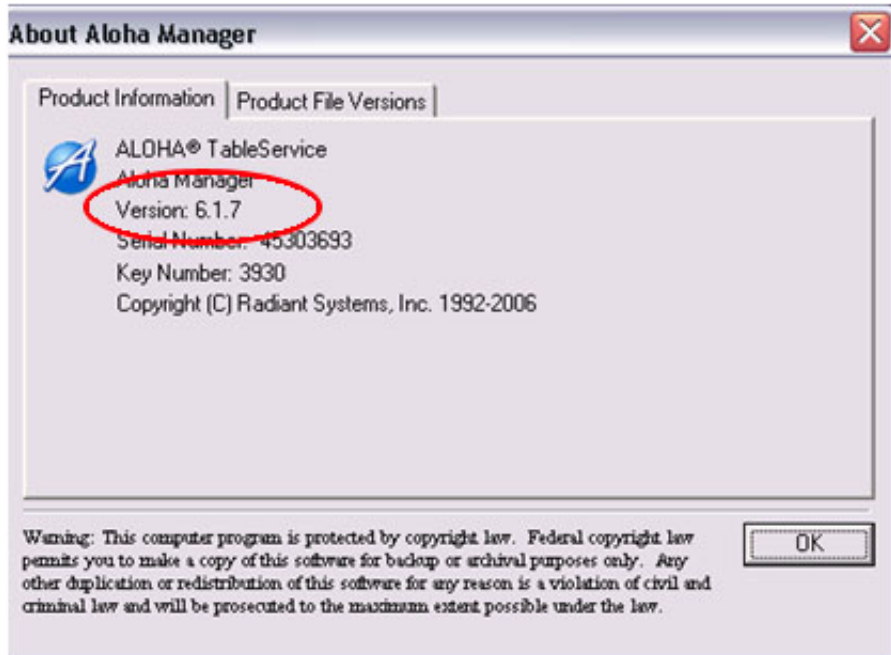 About Aloha Manager
Product Information Product File Versions
ALOHA® TableService
Aloha Manager
Version: 6.1.7
Serial Number: 45303693
Key Number: 3930
Copyright (C) Radiant Systems, Inc. 1992-2006
Warning: This computer program is protected by copyright law. Federal copyright law
permits you to make a copy of this software for backup or archival purposes only. Any
other duplication or redistribution of this software for any reason is a violation of civil and
criminal law and will be prosecuted to the maximum extent possible under the law.
OK